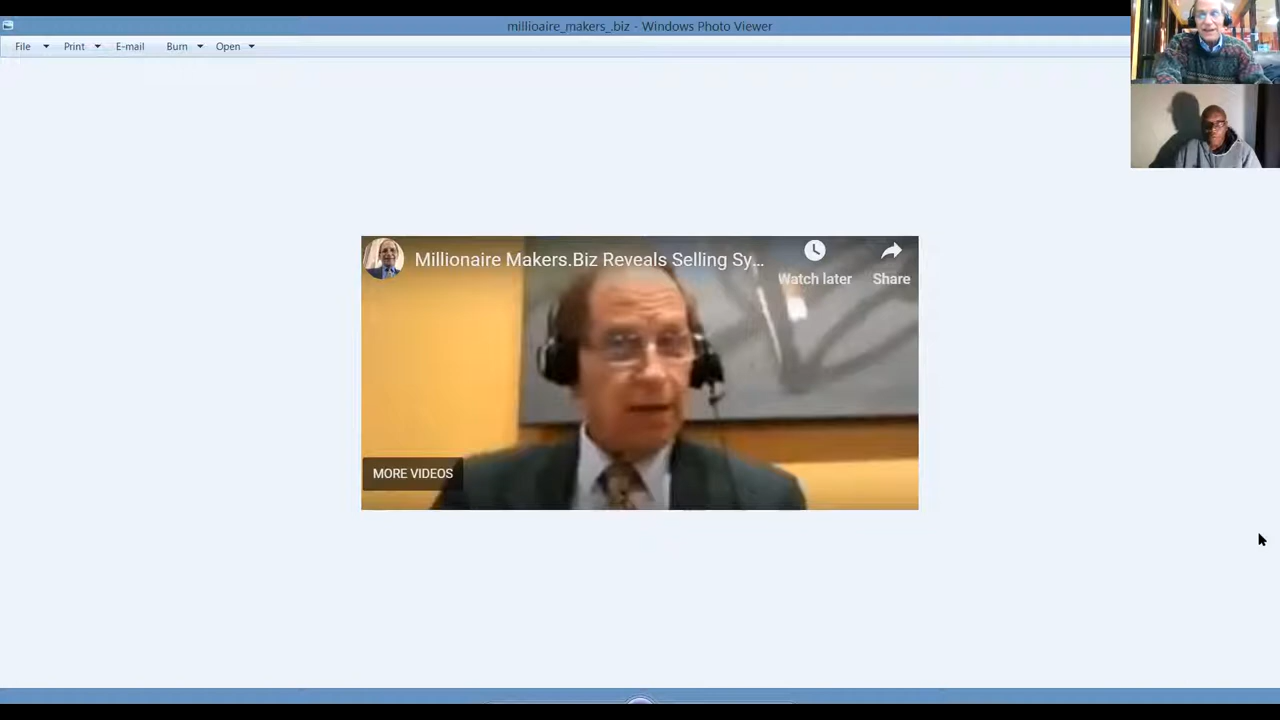 millioaire_makers_.biz - Windows Photo Viewer
File Print E-mail Burn Open
Millionaire Makers.Biz Reveals Selling Sy...
Watch later Share
MORE VIDEOS